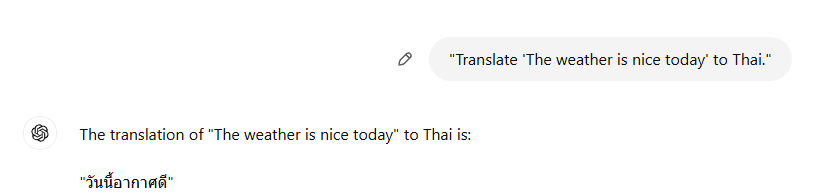 "Translate 'The weather is nice today' to Thai."
The translation of "The weather is nice today" to Thai is:
"วันนี้อากาศดี"